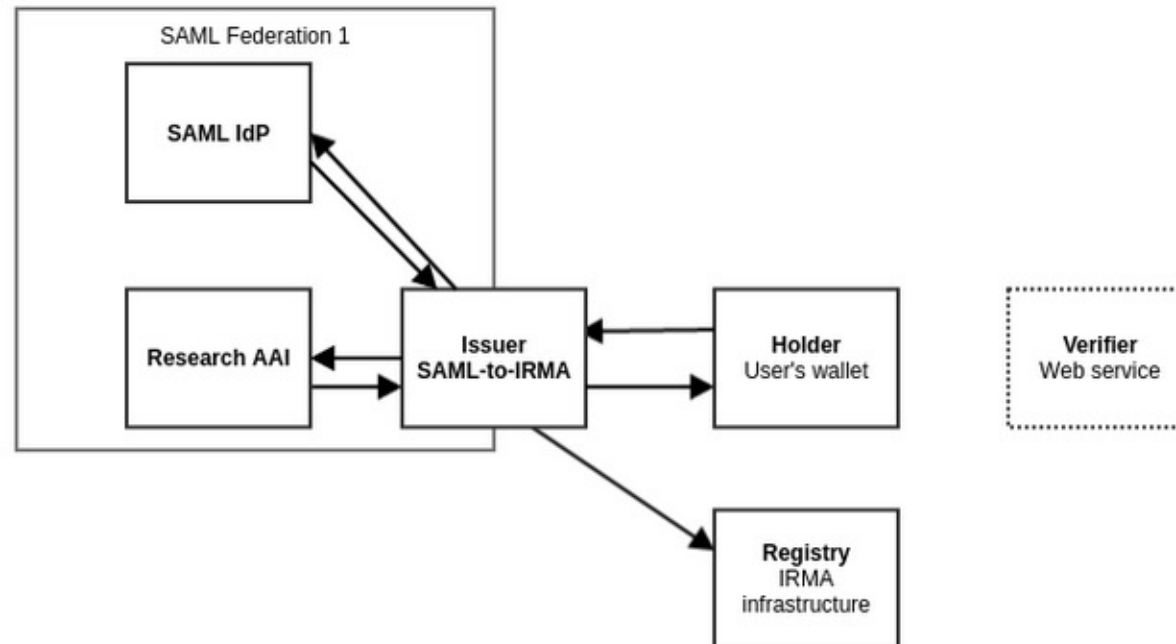 SAML Federation 1
SAML IdP
Research AAI
Issuer
SAML-to-IRMA
Holder
User's wallet
Verifier
Web service
Registry
IRMA
infrastructure